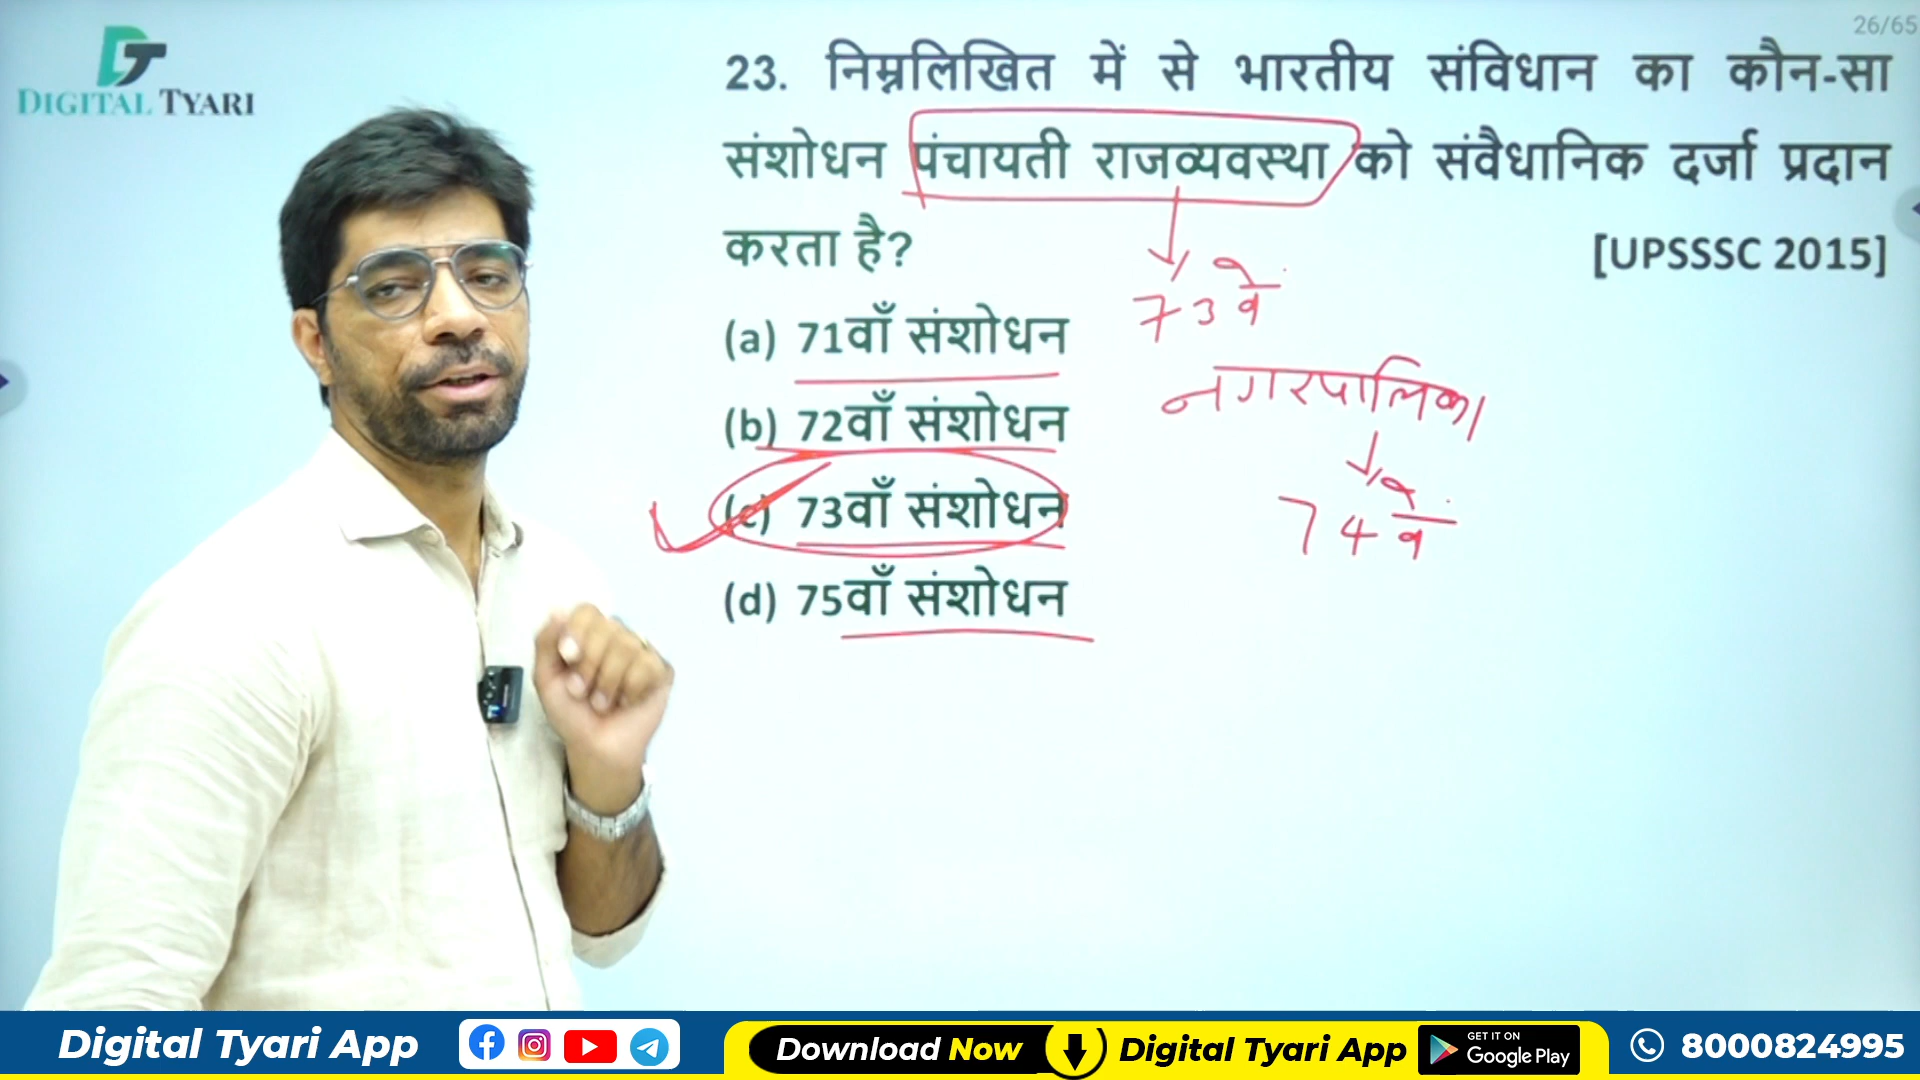 26/65
DIGITAL TYARI
23. निम्नलिखित में से भारतीय संविधान का कौन-सा
संशोधन पंचायती राजव्यवस्था को संवैधानिक दर्जा प्रदान
करता है?
[UPSSSC 2015]
73वें
(a) 71वाँ संशोधन
नगरपालिका
(b) 72वाँ संशोधन
(c) 73वाँ संशोधन
74वें
(d) 75वाँ संशोधन
Digital Tyari App
Download Now
Digital Tyari App
GET IT ON
Google Play
8000824995